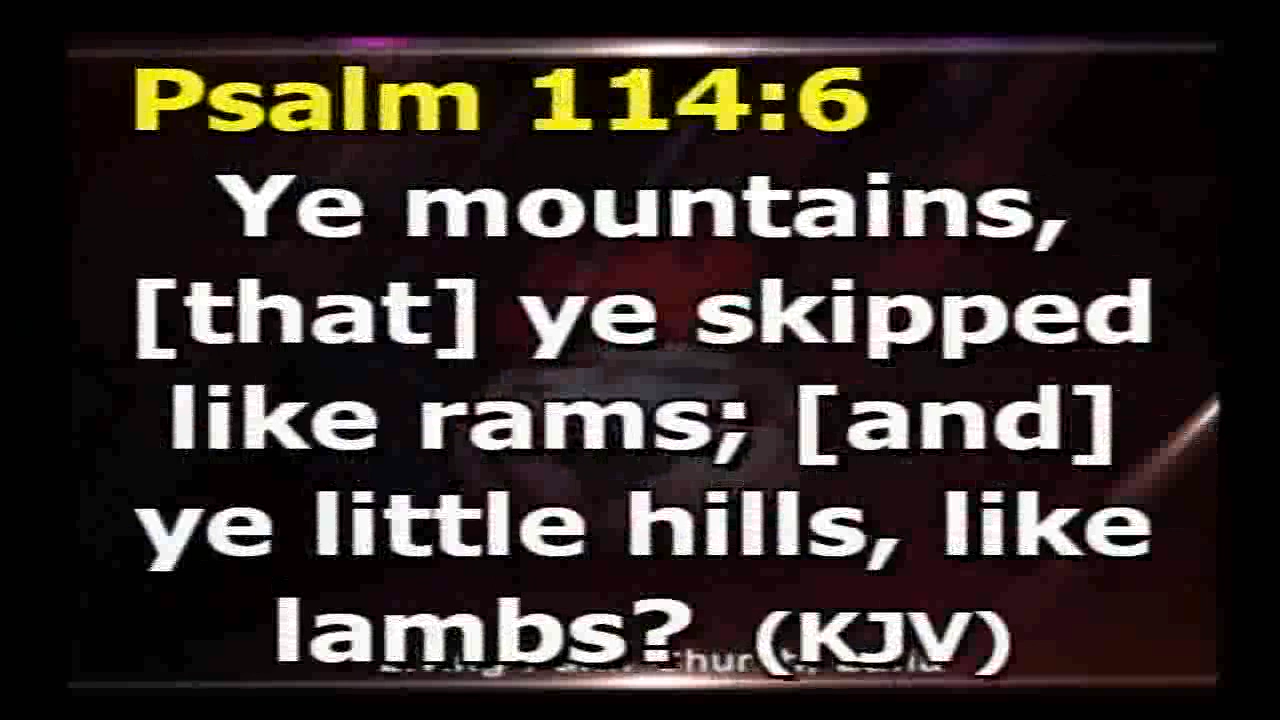 Psalm 114:6
Ye mountains,
[that] ye skipped
like rams; [and]
ye little hills, like
lambs? (KJV)